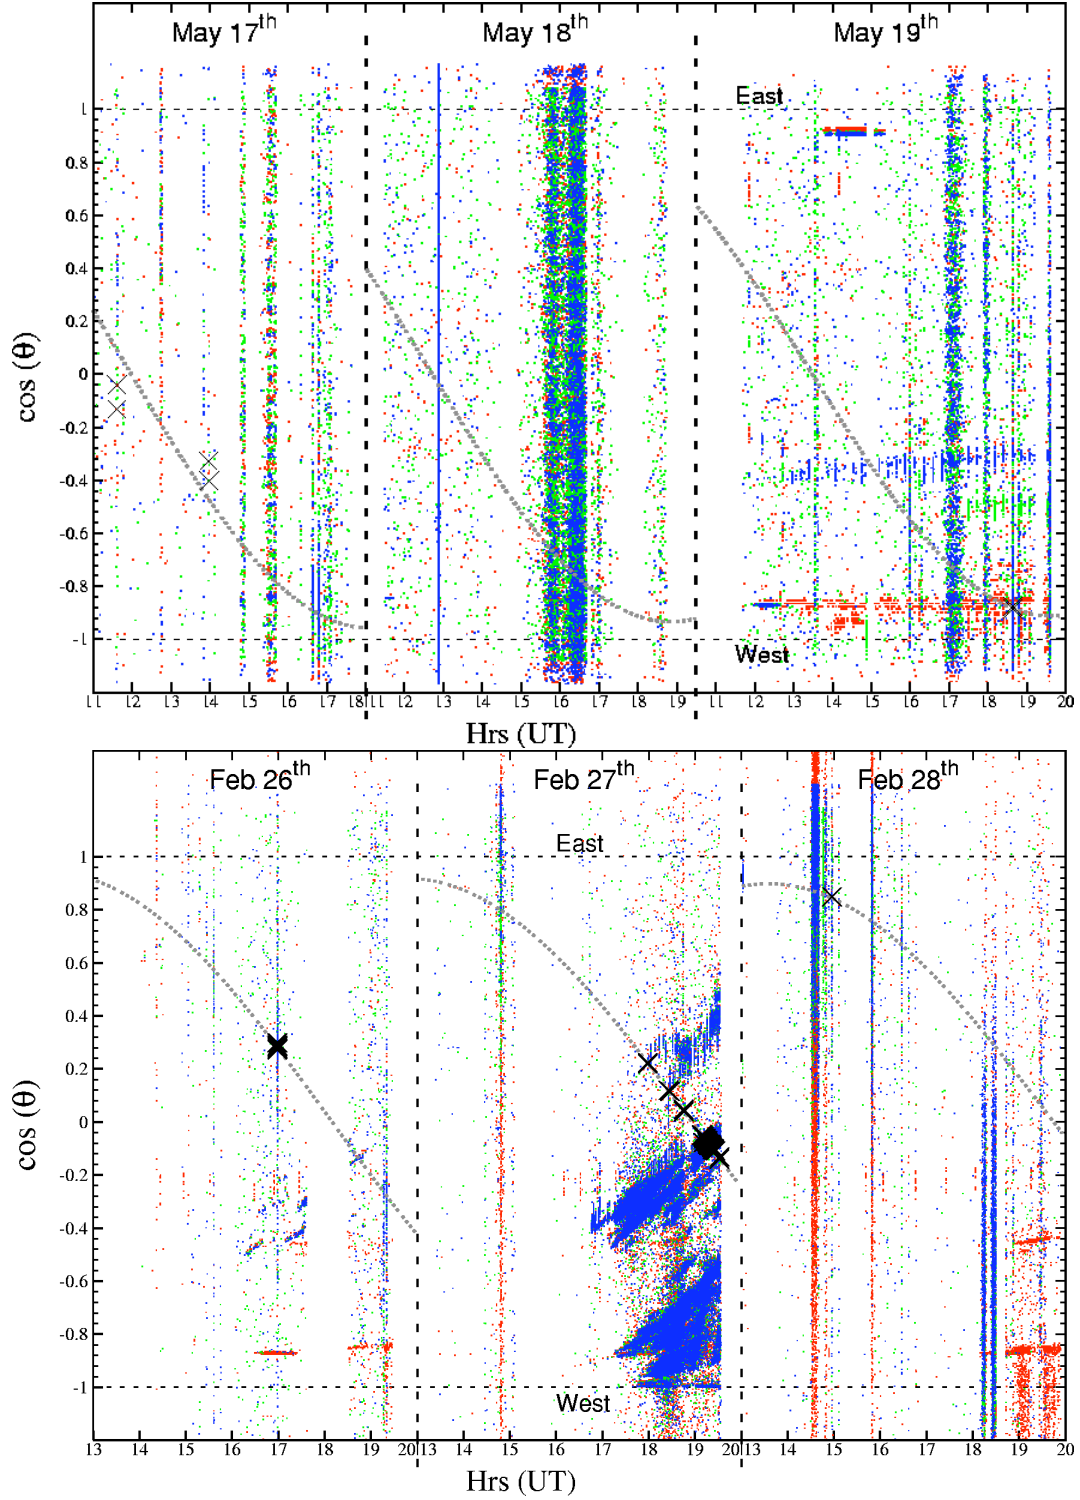 May 17th May 18th May 19th
East
1
0.8
0.6
0.4
0.2
0
-0.2
-0.4
-0.6
-0.8
-1
West
cos (θ)
11 12 13 14 15 16 17 18 11 12 13 14 15 16 17 18 19 11 12 13 14 15 16 17 18 19 20
Hrs (UT)
Feb 26th Feb 27th Feb 28th
East
1
0.8
0.6
0.4
0.2
0
-0.2
-0.4
-0.6
-0.8
-1
West
cos (θ)
13 14 15 16 17 18 19 20 13 14 15 16 17 18 19 20 13 14 15 16 17 18 19 20
Hrs (UT)